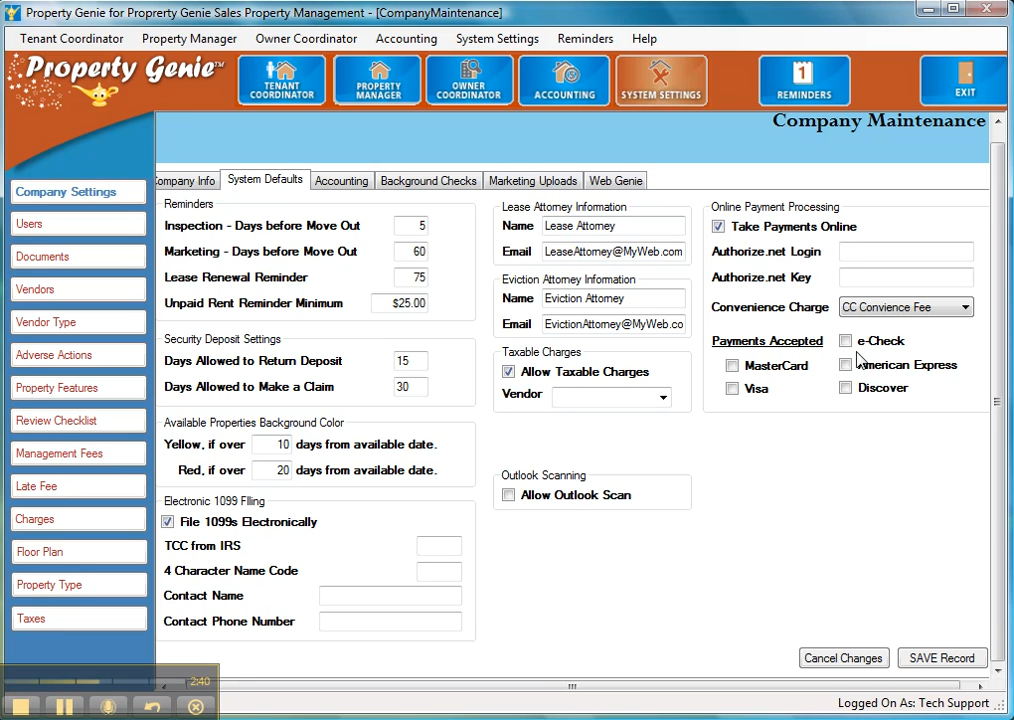 Property Genie for Proprerty Genie Sales Property Management - [CompanyMaintenance]
Tenant Coordinator Property Manager Owner Coordinator Accounting System Settings Reminders Help
Property Genie™
TENANT COORDINATOR
PROPERTY MANAGER
OWNER COORDINATOR
ACCOUNTING
SYSTEM SETTINGS
1
REMINDERS
EXIT
Company Maintenance
Company Settings
Users
Documents
Vendors
Vendor Type
Adverse Actions
Property Features
Review Checklist
Management Fees
Late Fee
Charges
Floor Plan
Property Type
Taxes
ompany Info System Defaults Accounting Background Checks Marketing Uploads Web Genie
Reminders
Inspection - Days before Move Out 5
Marketing - Days before Move Out 60
Lease Renewal Reminder 75
Unpaid Rent Reminder Minimum $25.00
Security Deposit Settings
Days Allowed to Return Deposit 15
Days Allowed to Make a Claim 30
Available Properties Background Color
Yellow, if over 10 days from available date.
Red, if over 20 days from available date.
Electronic 1099 FIling
File 1099s Electronically
TCC from IRS
4 Character Name Code
Contact Name
Contact Phone Number
Lease Attorney Information
Name Lease Attorney
Email LeaseAttorney@MyWeb.com
Eviction Attorney Information
Name Eviction Attorney
Email EvictionAttorney@MyWeb.co
Taxable Charges
Allow Taxable Charges
Vendor
Outlook Scanning
Allow Outlook Scan
Online Payment Processing
Take Payments Online
Authorize.net Login
Authorize.net Key
Convenience Charge CC Convience Fee
Payments Accepted e-Check
MasterCard American Express
Visa Discover
Cancel Changes SAVE Record
2:40
Logged On As: Tech Support